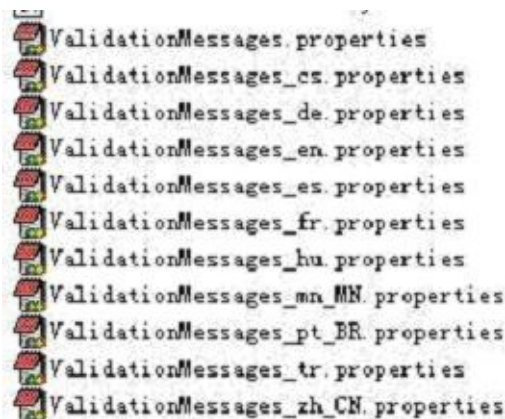 ValidationMessages.properties
ValidationMessages_cs.properties
ValidationMessages_de.properties
ValidationMessages_en.properties
ValidationMessages_es.properties
ValidationMessages_fr.properties
ValidationMessages_hu.properties
ValidationMessages_mn_MN.properties
ValidationMessages_pt_BR.properties
ValidationMessages_tr.properties
ValidationMessages_zh_CN.properties